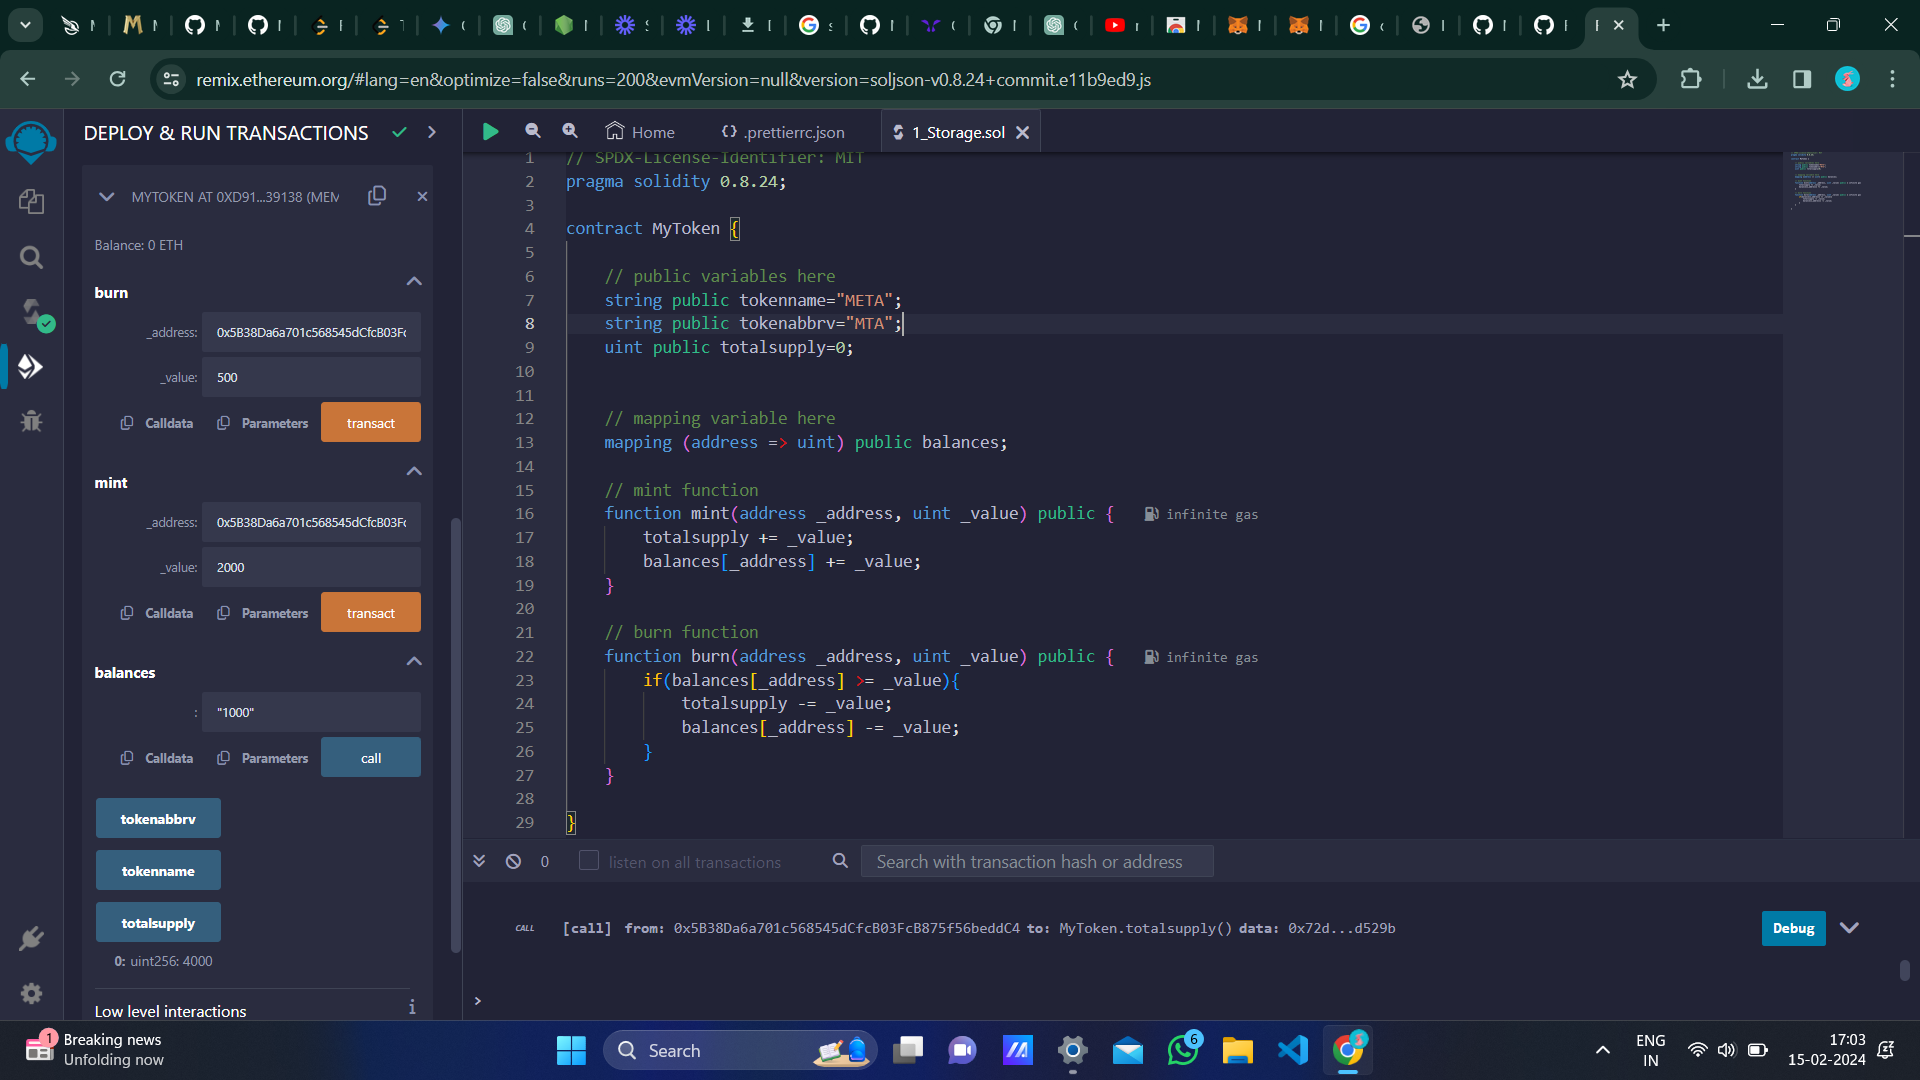 remix.ethereum.org/#lang=en&optimize=false&runs=200&evmVersion=null&version=soljson-v0.8.24+commit.e11b9ed9.js
DEPLOY & RUN TRANSACTIONS
MYTOKEN AT 0XD91...39138 (MEM
Balance: 0 ETH
burn
_address: 0x5B38Da6a701c568545dCfcB03Fc
_value: 500
Calldata Parameters transact
mint
_address: 0x5B38Da6a701c568545dCfcB03Fc
_value: 2000
Calldata Parameters transact
balances
: "1000"
Calldata Parameters call
tokenabbrv
tokenname
totalsupply
0: uint256: 4000
Low level interactions
Home {} .prettierrc.json 1_Storage.sol
1 // SPDX-License-Identifier: MIT
2 pragma solidity 0.8.24;
3
4 contract MyToken {
5
6 // public variables here
7 string public tokenname="META";
8 string public tokenabbrv="MTA";
9 uint public totalsupply=0;
10
11
12 // mapping variable here
13 mapping (address => uint) public balances;
14
15 // mint function
16 function mint(address _address, uint _value) public { infinite gas
17 totalsupply += _value;
18 balances[_address] += _value;
19 }
20
21 // burn function
22 function burn(address _address, uint _value) public { infinite gas
23 if(balances[_address] >= _value){
24 totalsupply -= _value;
25 balances[_address] -= _value;
26 }
27 }
28
29 }
0 listen on all transactions Search with transaction hash or address
CALL [call] from: 0x5B38Da6a701c568545dCfcB03FcB875f56beddC4 to: MyToken.totalsupply() data: 0x72d...d529b Debug
>
1 Breaking news
Unfolding now
Search
6
ENG
IN
17:03
15-02-2024